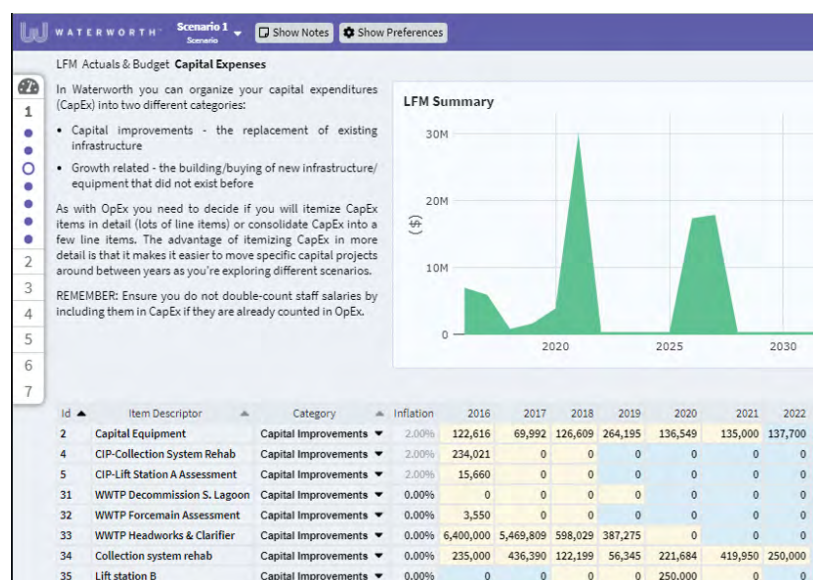 WATERWORTH
Scenario 1
Scenario
Show Notes
Show Preferences
LFM Actuals & Budget Capital Expenses
In Waterworth you can organize your capital expenditures
(CapEx) into two different categories:
• Capital improvements - the replacement of existing
infrastructure
• Growth related - the building/buying of new infrastructure/
equipment that did not exist before
As with OpEx you need to decide if you will itemize CapEx
items in detail (lots of line items) or consolidate CapEx into a
few line items. The advantage of itemizing CapEx in more
detail is that it makes it easier to move specific capital projects
around between years as you're exploring different scenarios.
REMEMBER: Ensure you do not double-count staff salaries by
including them in CapEx if they are already counted in OpEx.
1
2
3
4
5
6
7
LFM Summary
($)
30M
20M
10M
0
2020 2025 2030
Id Item Descriptor Category Inflation 2016 2017 2018 2019 2020 2021 2022
2 Capital Equipment Capital Improvements 2.00% 122,616 69,992 126,609 264,195 136,549 135,000 137,700
4 CIP-Collection System Rehab Capital Improvements 2.00% 234,021 0 0 0 0 0 0
5 CIP-Lift Station A Assessment Capital Improvements 2.00% 15,660 0 0 0 0 0 0
31 WWTP Decommission S. Lagoon Capital Improvements 0.00% 0 0 0 0 0 0 0
32 WWTP Forcemain Assessment Capital Improvements 0.00% 3,550 0 0 0 0 0 0
33 WWTP Headworks & Clarifier Capital Improvements 0.00% 6,400,000 5,469,809 598,029 387,275 0 0 0
34 Collection system rehab Capital Improvements 0.00% 235,000 436,390 122,199 56,345 221,684 419,950 250,000
35 Lift station B Capital Improvements 0.00% 0 0 0 0 250,000 0 0